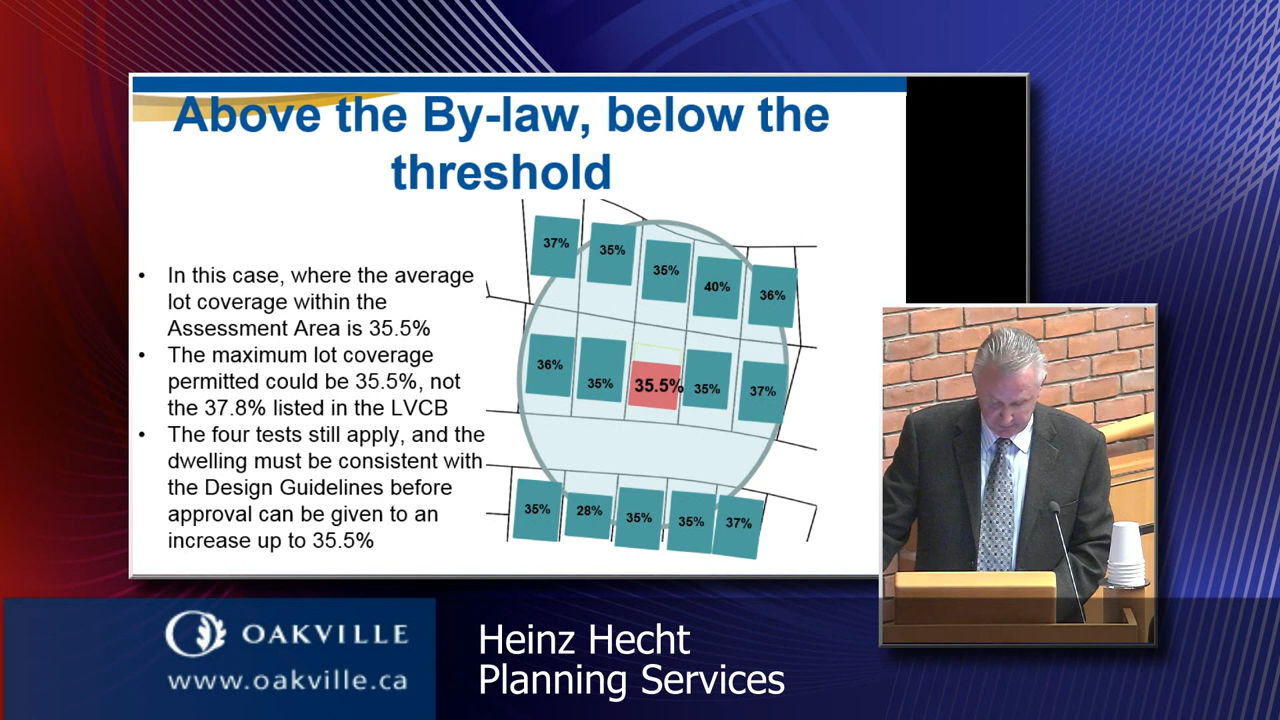 Above the By-law, below the
threshold
• In this case, where the average
lot coverage within the
Assessment Area is 35.5%
• The maximum lot coverage
permitted could be 35.5%, not
the 37.8% listed in the LVCB
• The four tests still apply, and the
dwelling must be consistent with
the Design Guidelines before
approval can be given to an
increase up to 35.5%
37% 35% 35% 40% 36%
36% 35% 35.5% 35% 37%
35% 28% 35% 35% 37%
OAKVILLE
www.oakville.ca
Heinz Hecht
Planning Services